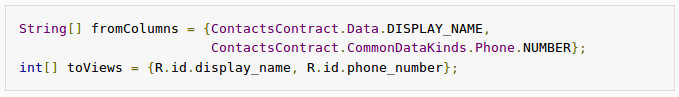 String[] fromColumns = {ContactsContract.Data.DISPLAY_NAME,
                        ContactsContract.CommonDataKinds.Phone.NUMBER};
int[] toViews = {R.id.display_name, R.id.phone_number};